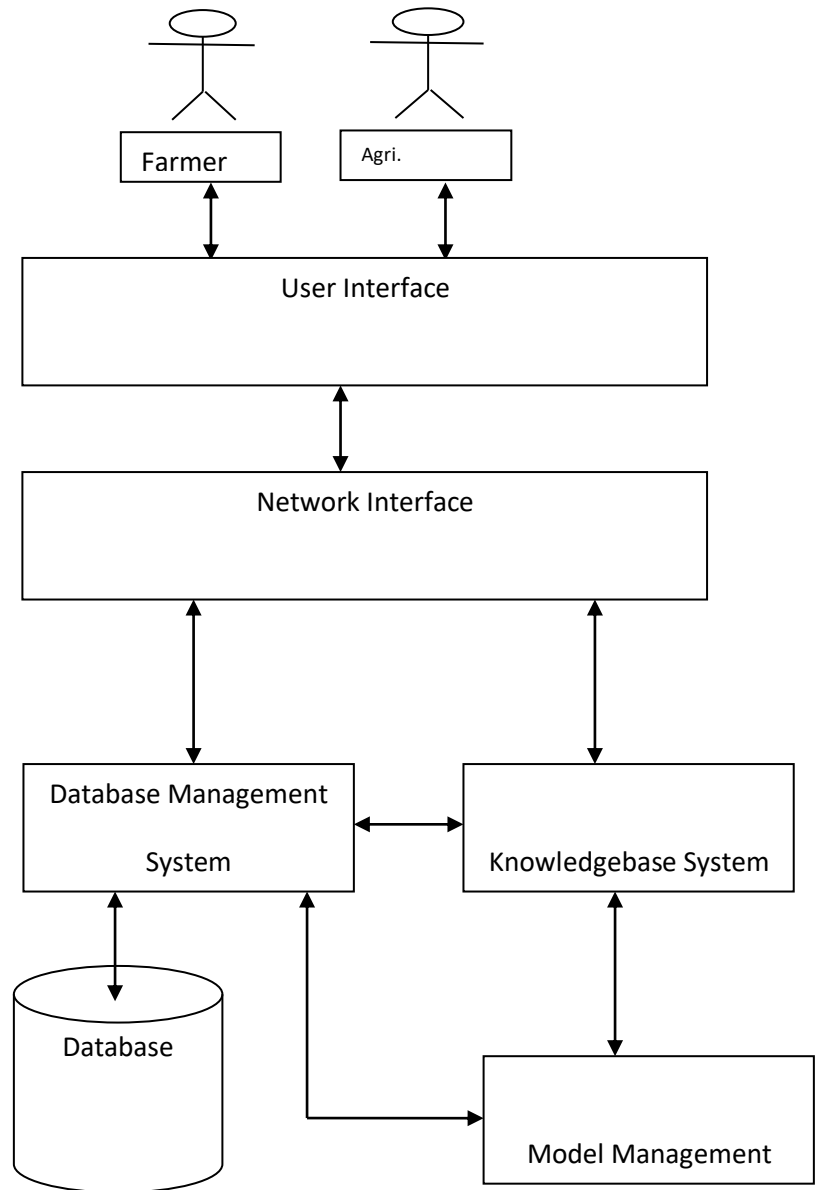 Farmer
Agri.
User Interface
Network Interface
Database Management
System
Knowledgebase System
Database
Model Management